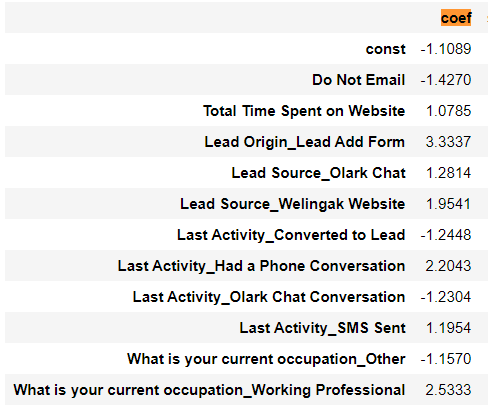 coef
const -1.1089
Do Not Email -1.4270
Total Time Spent on Website 1.0785
Lead Origin_Lead Add Form 3.3337
Lead Source_Olark Chat 1.2814
Lead Source_Welingak Website 1.9541
Last Activity_Converted to Lead -1.2448
Last Activity_Had a Phone Conversation 2.2043
Last Activity_Olark Chat Conversation -1.2304
Last Activity_SMS Sent 1.1954
What is your current occupation_Other -1.1570
What is your current occupation_Working Professional 2.5333